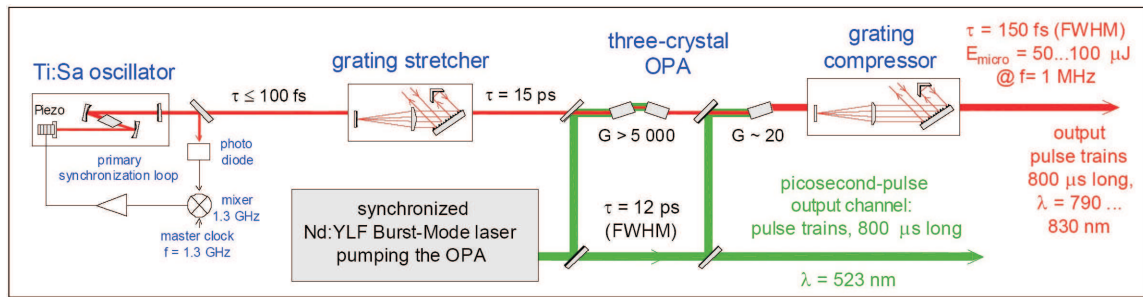 Ti:Sa oscillator
Piezo
primary
synchronization loop
τ ≤ 100 fs
photo
diode
mixer
1.3 GHz
master clock
f = 1.3 GHz
grating stretcher
τ = 15 ps
synchronized
Nd:YLF Burst-Mode laser
pumping the OPA
three-crystal
OPA
G > 5 000
G ~ 20
τ = 12 ps
(FWHM)
grating
compressor
picosecond-pulse
output channel:
pulse trains, 800 µs long
λ = 523 nm
τ = 150 fs (FWHM)
Emicro = 50...100 µJ
@ f= 1 MHz
output
pulse trains
800 µs long,
λ = 790 ...
830 nm